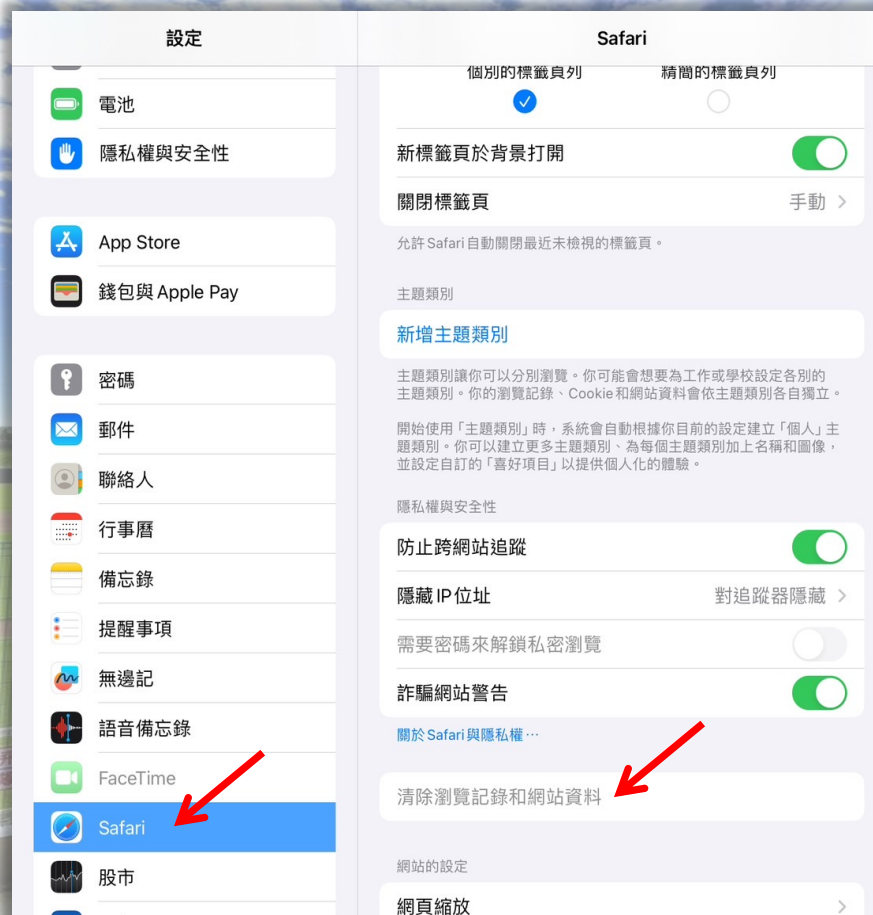 設定
電池
隱私權與安全性
App Store
錢包與 Apple Pay
密碼
郵件
聯絡人
行事曆
備忘錄
提醒事項
無邊記
語音備忘錄
FaceTime
Safari
股市
Safari
個別的標籤頁列
精簡的標籤頁列
新標籤頁於背景打開
關閉標籤頁
手動
允許 Safari 自動關閉最近未檢視的標籤頁。
主題類別
新增主題類別
主題類別讓你可以分別瀏覽。你可能會想要為工作或學校設定各別的
主題類別。你的瀏覽記錄、Cookie 和網站資料會依主題類別各自獨立。
開始使用「主題類別」時，系統會自動根據你目前的設定建立「個人」主
題類別。你可以建立更多主題類別、為每個主題類別加上名稱和圖像，
並設定自訂的「喜好項目」以提供個人化的體驗。
隱私權與安全性
防止跨網站追蹤
隱藏 IP 位址
對追蹤器隱藏
需要密碼來解鎖私密瀏覽
詐騙網站警告
關於 Safari 與隱私權⋯
清除瀏覽記錄和網站資料
網站的設定
網頁縮放